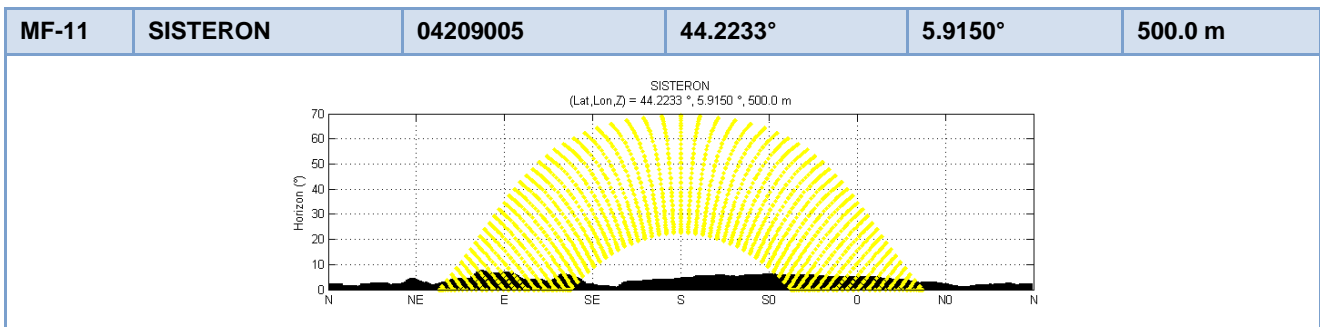 MF-11 SISTERON 04209005 44.2233° 5.9150° 500.0 m
SISTERON
(Lat,Lon,Z) = 44.2233 °, 5.9150 °, 500.0 m
70
60
50
40
30
20
10
0
Horizon (°)
N NE E SE S SO O NO N